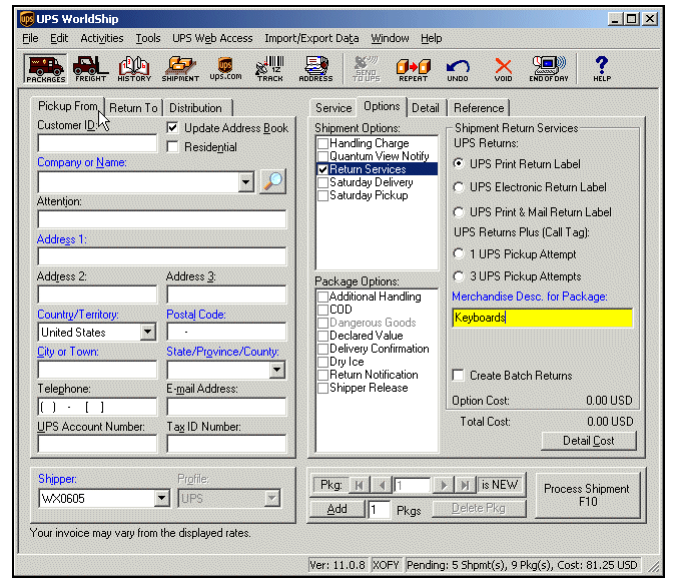 UPS WorldShip
File Edit Activities Tools UPS Web Access Import/Export Data Window Help
PACKAGES FREIGHT HISTORY SHIPMENT ups.com TRACK ADDRESS SEND TO UPS REPEAT UNDO VOID END OF DAY HELP
Pickup From Return To Distribution
Customer ID:
Update Address Book
Residential
Company or Name:
Attention:
Address 1:
Address 2: Address 3:
Country/Territory: Postal Code:
United States -
City or Town: State/Province/County:
Telephone: E-mail Address:
( ) - [ ]
UPS Account Number: Tax ID Number:
Shipper: Profile:
WX0605 UPS
Your invoice may vary from the displayed rates.
Service Options Detail Reference
Shipment Options:
Handling Charge
Quantum View Notify
Return Services
Saturday Delivery
Saturday Pickup
Package Options:
Additional Handling
COD
Dangerous Goods
Declared Value
Delivery Confirmation
Dry Ice
Return Notification
Shipper Release
Shipment Return Services
UPS Returns:
UPS Print Return Label
UPS Electronic Return Label
UPS Print & Mail Return Label
UPS Returns Plus (Call Tag):
1 UPS Pickup Attempt
3 UPS Pickup Attempts
Merchandise Desc. for Package:
Keyboards
Create Batch Returns
Option Cost: 0.00 USD
Total Cost: 0.00 USD
Detail Cost
Pkg: 1 is NEW
Add 1 Pkgs Delete Pkg
Process Shipment
F10
Ver: 11.0.8 XOFY Pending: 5 Shpmt(s), 9 Pkg(s), Cost: 81.25 USD